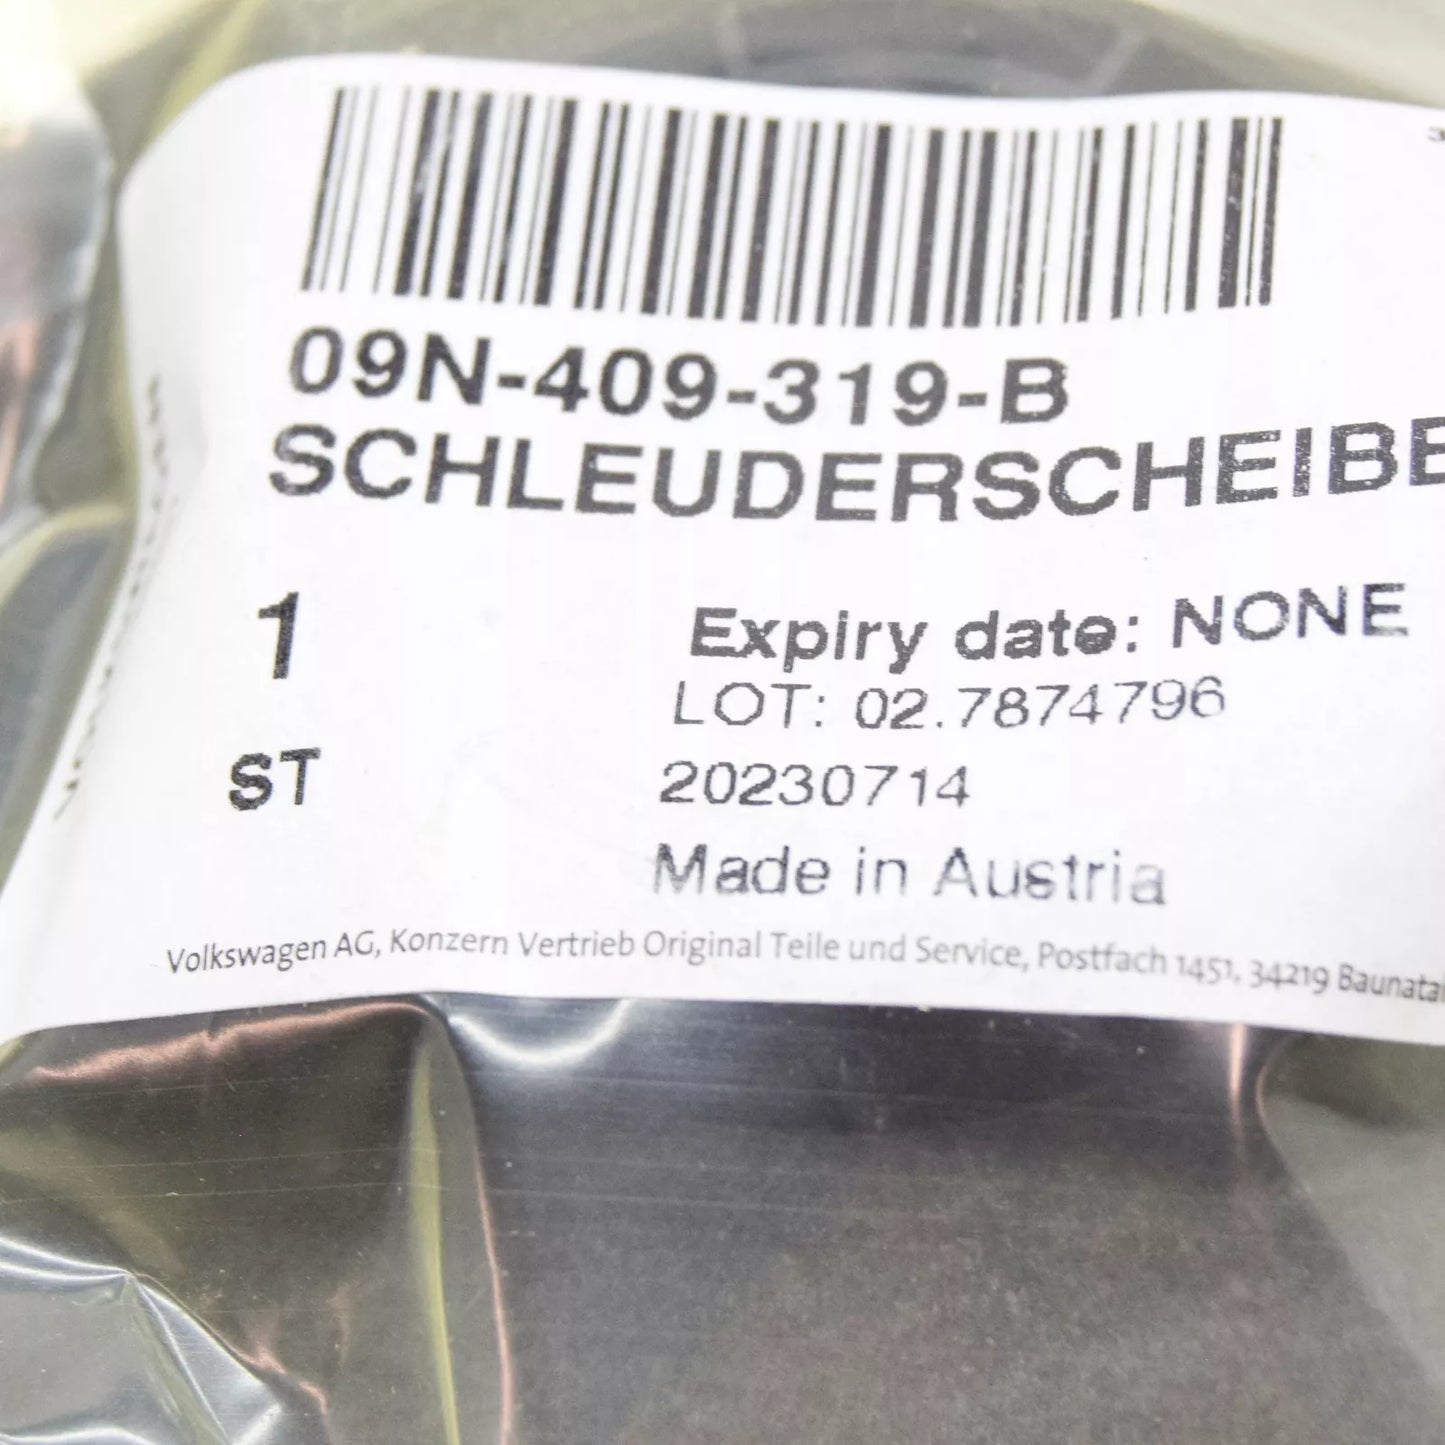 09N-409-319-B
SCHLEUDERSCHEIBE
1
Expiry date: NONE
LOT: 02.7874796
ST
20230714
Made in Austria
Volkswagen AG, Konzern Vertrieb Original Teile und Service, Postfach 1451, 34219 Baunatal